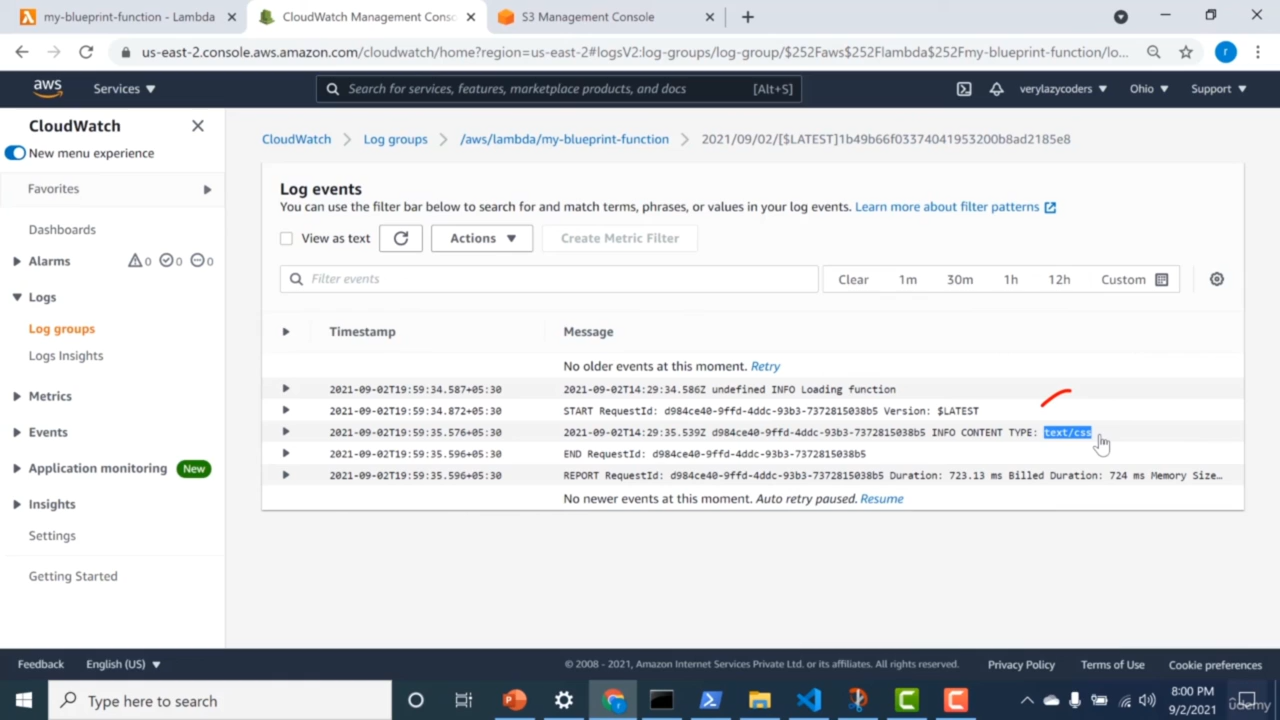 my-blueprint-function - Lambda
CloudWatch Management Conso
S3 Management Console
us-east-2.console.aws.amazon.com/cloudwatch/home?region=us-east-2#logsV2:log-groups/log-group/$252Faws$252Flambda$252Fmy-blueprint-function/lo...
aws
Services
Search for services, features, marketplace products, and docs
[Alt+S]
verylazycoders
Ohio
Support
CloudWatch
New menu experience
Favorites
Dashboards
Alarms
0 0 0
Logs
Log groups
Logs Insights
Metrics
Events
Application monitoring
New
Insights
Settings
Getting Started
CloudWatch
Log groups
/aws/lambda/my-blueprint-function
2021/09/02/[$LATEST]1b49b66f03374041953200b8ad2185e8
Log events
You can use the filter bar below to search for and match terms, phrases, or values in your log events. Learn more about filter patterns
View as text
Actions
Create Metric Filter
Filter events
Clear
1m
30m
1h
12h
Custom
Timestamp
Message
No older events at this moment. Retry
2021-09-02T19:59:34.587+05:30 2021-09-02T14:29:34.586Z undefined INFO Loading function
2021-09-02T19:59:34.872+05:30 START RequestId: d984ce40-9ffd-4ddc-93b3-7372815038b5 Version: $LATEST
2021-09-02T19:59:35.576+05:30 2021-09-02T14:29:35.539Z d984ce40-9ffd-4ddc-93b3-7372815038b5 INFO CONTENT TYPE: text/css
2021-09-02T19:59:35.596+05:30 END RequestId: d984ce40-9ffd-4ddc-93b3-7372815038b5
2021-09-02T19:59:35.596+05:30 REPORT RequestId: d984ce40-9ffd-4ddc-93b3-7372815038b5 Duration: 723.13 ms Billed Duration: 724 ms Memory Size…
No newer events at this moment. Auto retry paused. Resume
Feedback
English (US)
© 2008 - 2021, Amazon Internet Services Private Ltd. or its affiliates. All rights reserved.
Privacy Policy
Terms of Use
Cookie preferences
Type here to search
8:00 PM
9/2/2021
udemy